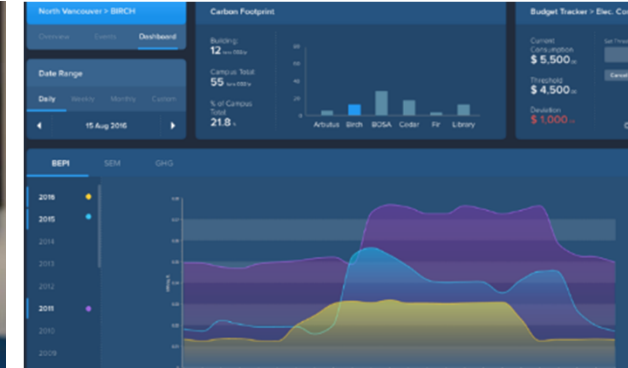 North Vancouver > BIRCH
Overview Events Dashboard
Date Range
Daily Weekly Monthly Custom
15 Aug 2016
Carbon Footprint
Building:
12
Campus Total:
55
% of Campus
Total:
21.8
Arbutus Birch BOSA Cedar Fir Library
Budget Tracker > Elec. Co
Current
Consumption
$ 5,500
Threshold
$ 4,500
Deviation
$ 1,000
Cancel
BEPI SEM GHG
2016
2015
2014
2013
2012
2011
2010
2009